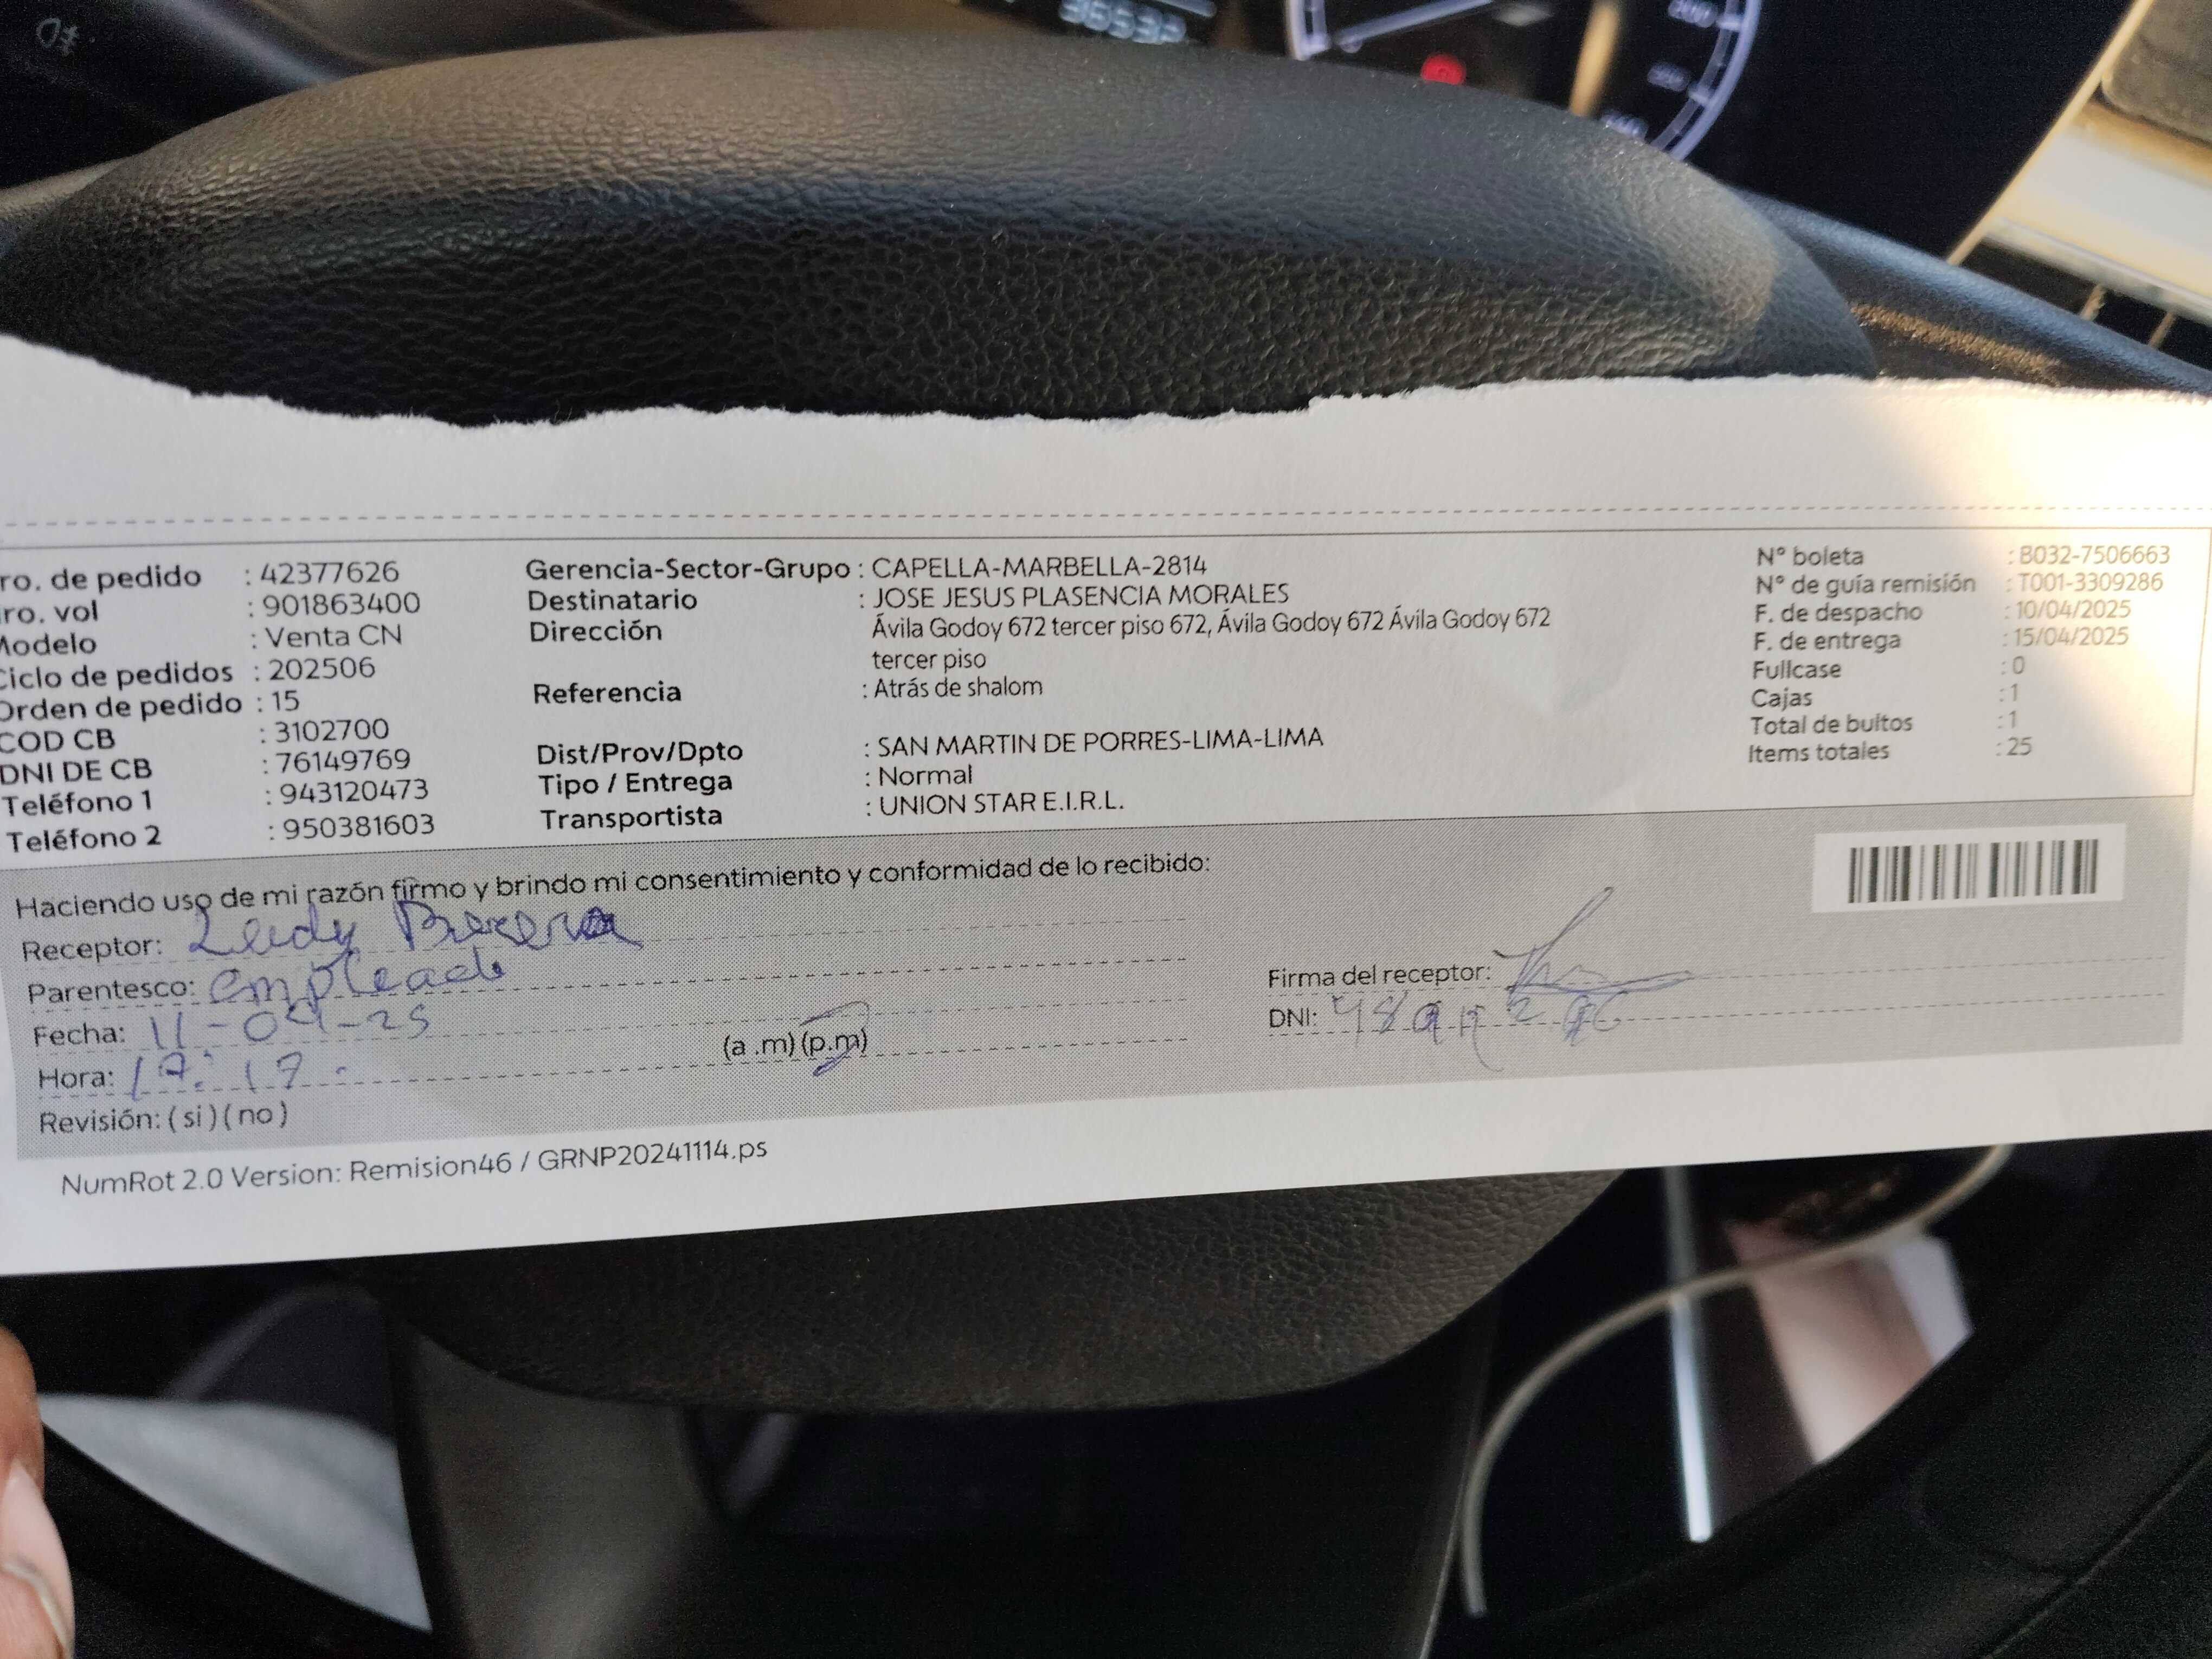 36532
200
ro. de pedido : 42377626
ro. vol : 901863400
Modelo : Venta CN
Ciclo de pedidos : 202506
Orden de pedido : 15
COD CB : 3102700
DNI DE CB : 76149769
Teléfono 1 : 943120473
Teléfono 2 : 950381603
Gerencia-Sector-Grupo : CAPELLA-MARBELLA-2814
Destinatario : JOSE JESUS PLASENCIA MORALES
Dirección Ávila Godoy 672 tercer piso 672, Ávila Godoy 672 Ávila Godoy 672
tercer piso
Referencia : Atrás de shalom
Dist/Prov/Dpto : SAN MARTIN DE PORRES-LIMA-LIMA
Tipo / Entrega : Normal
Transportista : UNION STAR E.I.R.L.
N° boleta : B032-7506663
N° de guía remisión : T001-3309286
F. de despacho : 10/04/2025
F. de entrega : 15/04/2025
Fullcase : 0
Cajas : 1
Total de bultos : 1
Items totales : 25
Haciendo uso de mi razón firmo y brindo mi consentimiento y conformidad de lo recibido:
Receptor: Leidy
Parentesco: empleado
Fecha: 11-04-25
Hora: 17:17. (a .m) (p.m)
Revisión: ( si ) ( no )
Firma del receptor:
DNI:
NumRot 2.0 Version: Remision46 / GRNP20241114.ps